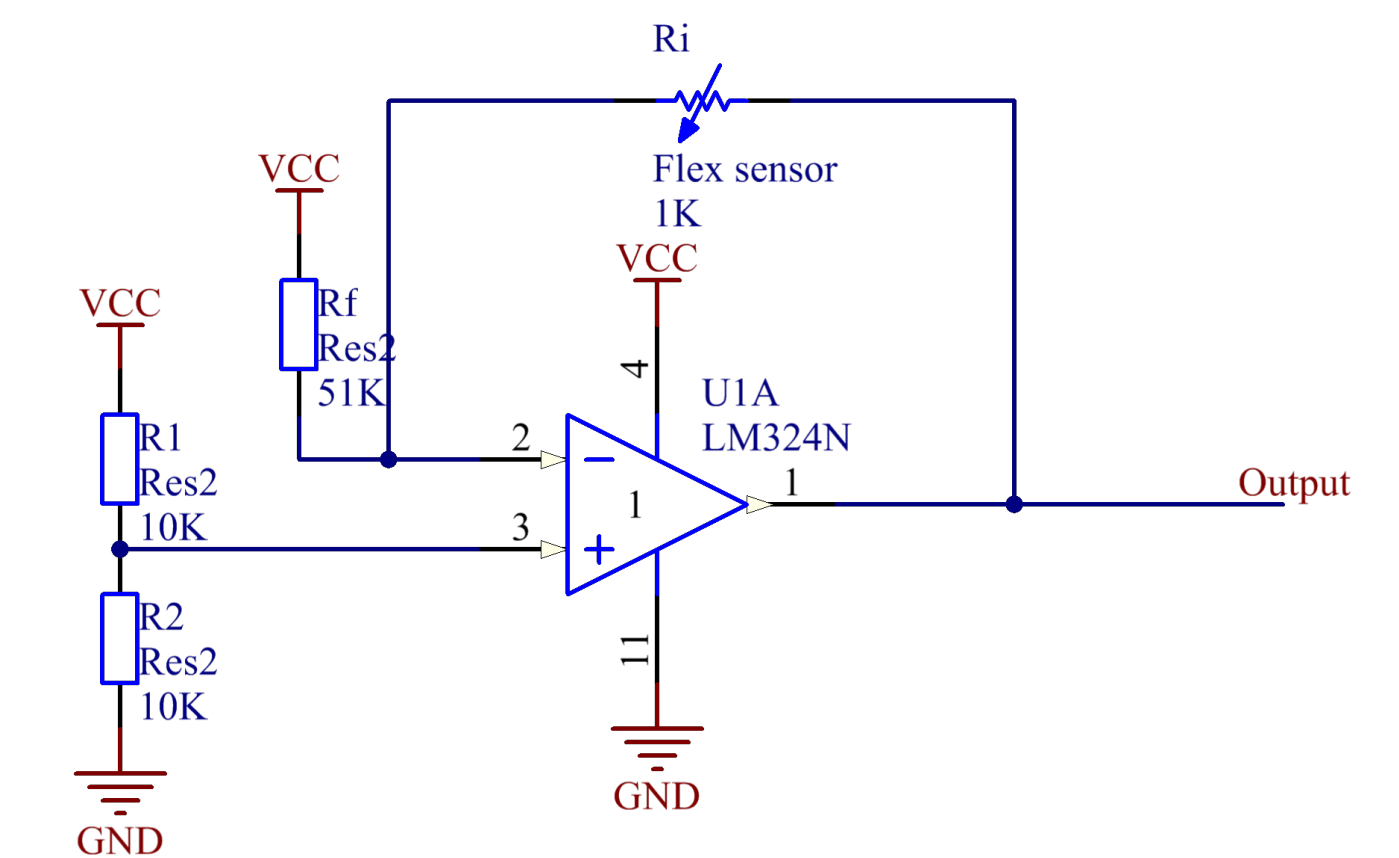 Ri
Flex sensor
1K
VCC
VCC
Rf
Res2
51K
VCC
R1
Res2
10K
R2
Res2
10K
GND
4
U1A
LM324N
2
3
1
1
Output
11
GND